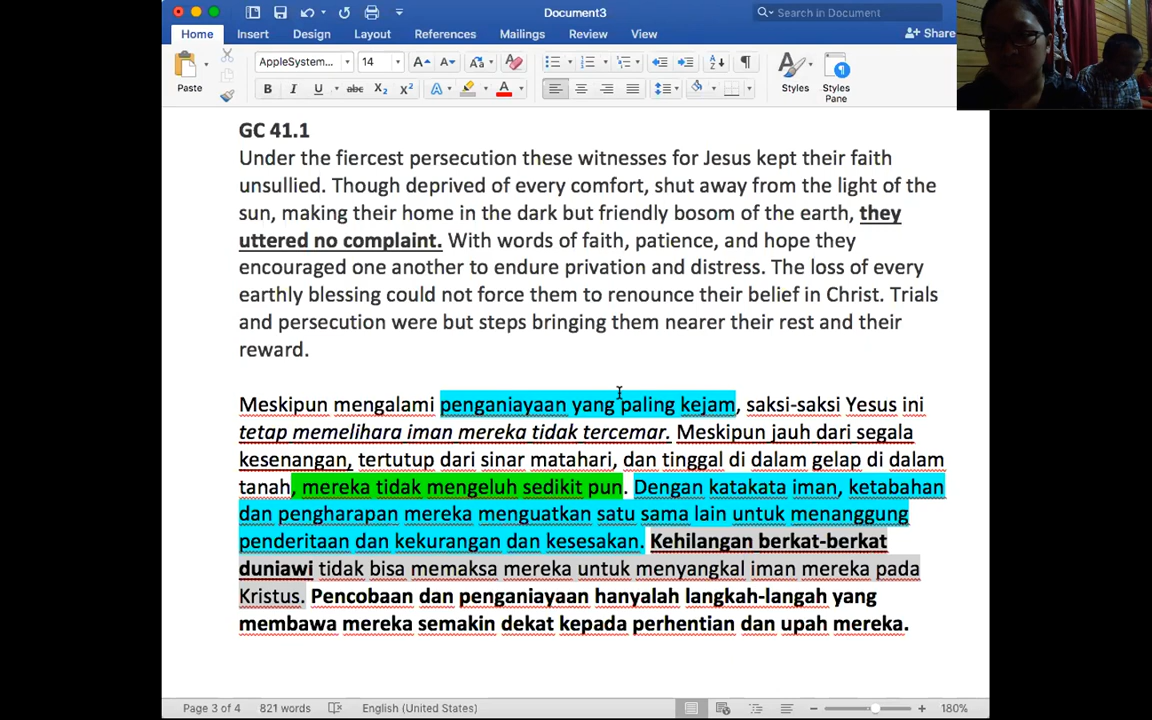 Document3
Search in Document
Home Insert Design Layout References Mailings Review View Share
Paste AppleSystem... 14 Styles Styles Pane
GC 41.1
Under the fiercest persecution these witnesses for Jesus kept their faith
unsullied. Though deprived of every comfort, shut away from the light of the
sun, making their home in the dark but friendly bosom of the earth, they
uttered no complaint. With words of faith, patience, and hope they
encouraged one another to endure privation and distress. The loss of every
earthly blessing could not force them to renounce their belief in Christ. Trials
and persecution were but steps bringing them nearer their rest and their
reward.
Meskipun mengalami penganiayaan yang paling kejam, saksi-saksi Yesus ini
tetap memelihara iman mereka tidak tercemar. Meskipun jauh dari segala
kesenangan, tertutup dari sinar matahari, dan tinggal di dalam gelap di dalam
tanah, mereka tidak mengeluh sedikit pun. Dengan katakata iman, ketabahan
dan pengharapan mereka menguatkan satu sama lain untuk menanggung
penderitaan dan kekurangan dan kesesakan. Kehilangan berkat-berkat
duniawi tidak bisa memaksa mereka untuk menyangkal iman mereka pada
Kristus. Pencobaan dan penganiayaan hanyalah langkah-langah yang
membawa mereka semakin dekat kepada perhentian dan upah mereka.
Page 3 of 4 821 words English (United States) 180%